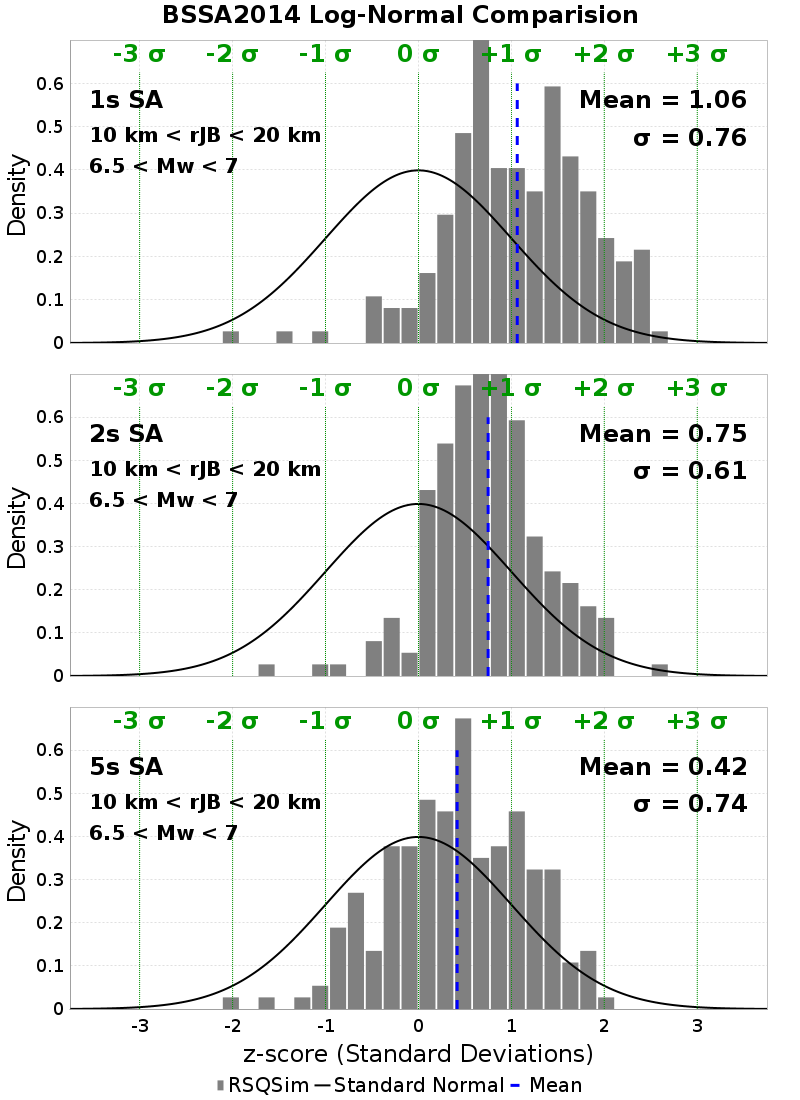 BSSA2014 Log-Normal Comparision
-3 σ -2 σ -1 σ 0 σ +1 σ +2 σ +3 σ
1s SA
10 km < rJB < 20 km
6.5 < Mw < 7
Mean = 1.06
σ = 0.76
Density
0.6
0.5
0.4
0.3
0.2
0.1
0
-3 σ -2 σ -1 σ 0 σ +1 σ +2 σ +3 σ
2s SA
10 km < rJB < 20 km
6.5 < Mw < 7
Mean = 0.75
σ = 0.61
Density
0.6
0.5
0.4
0.3
0.2
0.1
0
-3 σ -2 σ -1 σ 0 σ +1 σ +2 σ +3 σ
5s SA
10 km < rJB < 20 km
6.5 < Mw < 7
Mean = 0.42
σ = 0.74
Density
0.6
0.5
0.4
0.3
0.2
0.1
0
-3 -2 -1 0 1 2 3
z-score (Standard Deviations)
RSQSim Standard Normal Mean